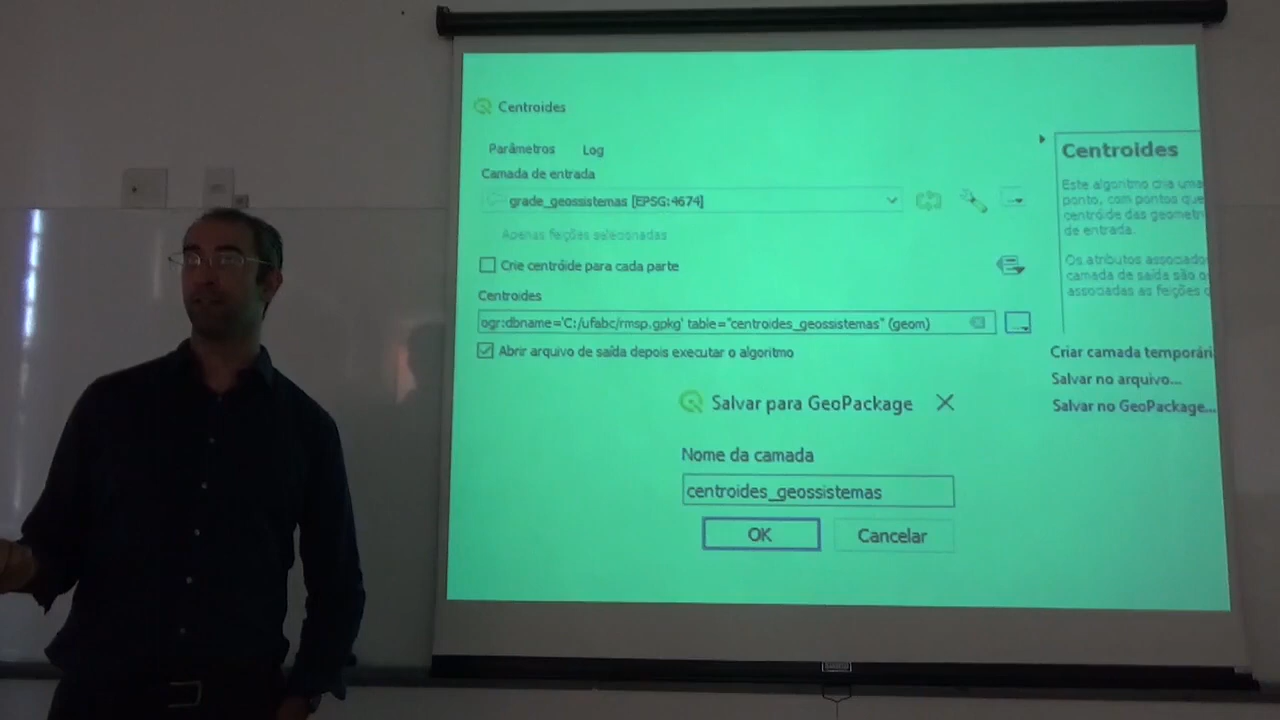 Centroides
Parâmetros Log
Camada de entrada
grade_geossistemas [EPSG:4674]
Apenas feições selecionadas
Crie centróide para cada parte
Centroides
ogr:dbname='C:/ufabc/rmsp.gpkg' table="centroides_geossistemas" (geom)
Abrir arquivo de saída depois executar o algoritmo
Centroides
Este algoritmo cria uma
ponto, com pontos que
centróide das geometr
de entrada.
Os atributos associado
camada de saída são o
associadas as feições
Criar camada temporári
Salvar no arquivo...
Salvar no GeoPackage...
Salvar para GeoPackage
Nome da camada
centroides_geossistemas
OK Cancelar